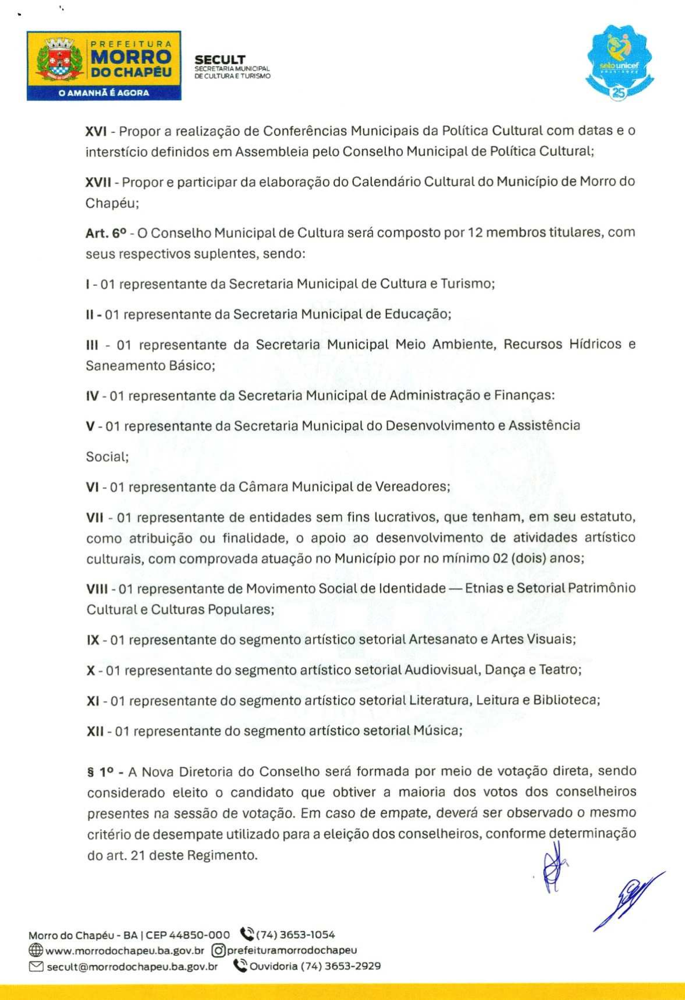 PREFEITURA
MORRO
DO CHAPÉU
O AMANHÃ É AGORA
SECULT
SECRETARIA MUNICIPAL
DE CULTURA E TURISMO
selo unicef
25
XVI - Propor a realização de Conferências Municipais da Política Cultural com datas e o
interstício definidos em Assembleia pelo Conselho Municipal de Política Cultural;
XVII - Propor e participar da elaboração do Calendário Cultural do Município de Morro do
Chapéu;
Art. 6º - O Conselho Municipal de Cultura será composto por 12 membros titulares, com
seus respectivos suplentes, sendo:
I - 01 representante da Secretaria Municipal de Cultura e Turismo;
II - 01 representante da Secretaria Municipal de Educação;
III - 01 representante da Secretaria Municipal Meio Ambiente, Recursos Hídricos e
Saneamento Básico;
IV - 01 representante da Secretaria Municipal de Administração e Finanças:
V - 01 representante da Secretaria Municipal do Desenvolvimento e Assistência
Social;
VI - 01 representante da Câmara Municipal de Vereadores;
VII - 01 representante de entidades sem fins lucrativos, que tenham, em seu estatuto,
como atribuição ou finalidade, o apoio ao desenvolvimento de atividades artístico
culturais, com comprovada atuação no Município por no mínimo 02 (dois) anos;
VIII - 01 representante de Movimento Social de Identidade — Etnias e Setorial Patrimônio
Cultural e Culturas Populares;
IX - 01 representante do segmento artístico setorial Artesanato e Artes Visuais;
X - 01 representante do segmento artístico setorial Audiovisual, Dança e Teatro;
XI - 01 representante do segmento artístico setorial Literatura, Leitura e Biblioteca;
XII - 01 representante do segmento artístico setorial Música;
§ 1º - A Nova Diretoria do Conselho será formada por meio de votação direta, sendo
considerado eleito o candidato que obtiver a maioria dos votos dos conselheiros
presentes na sessão de votação. Em caso de empate, deverá ser observado o mesmo
critério de desempate utilizado para a eleição dos conselheiros, conforme determinação
do art. 21 deste Regimento.
Morro do Chapéu - BA | CEP 44850-000 (74) 3653-1054
www.morrodochapeu.ba.gov.br prefeituramorrodochapeu
secult@morrodochapeu.ba.gov.br Ouvidoria (74) 3653-2929